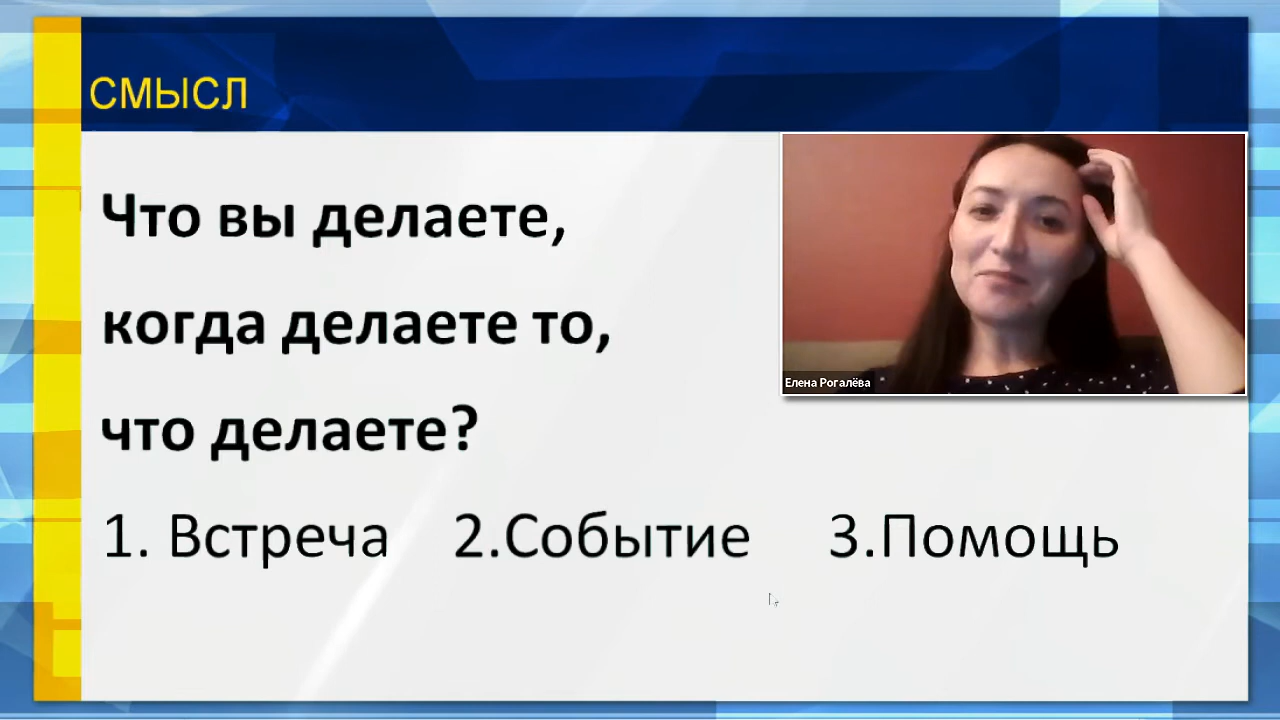 СМЫСЛ
Что вы делаете,
когда делаете то,
что делаете?
Елена Рогалёва
1. Встреча 2.Событие 3.Помощь